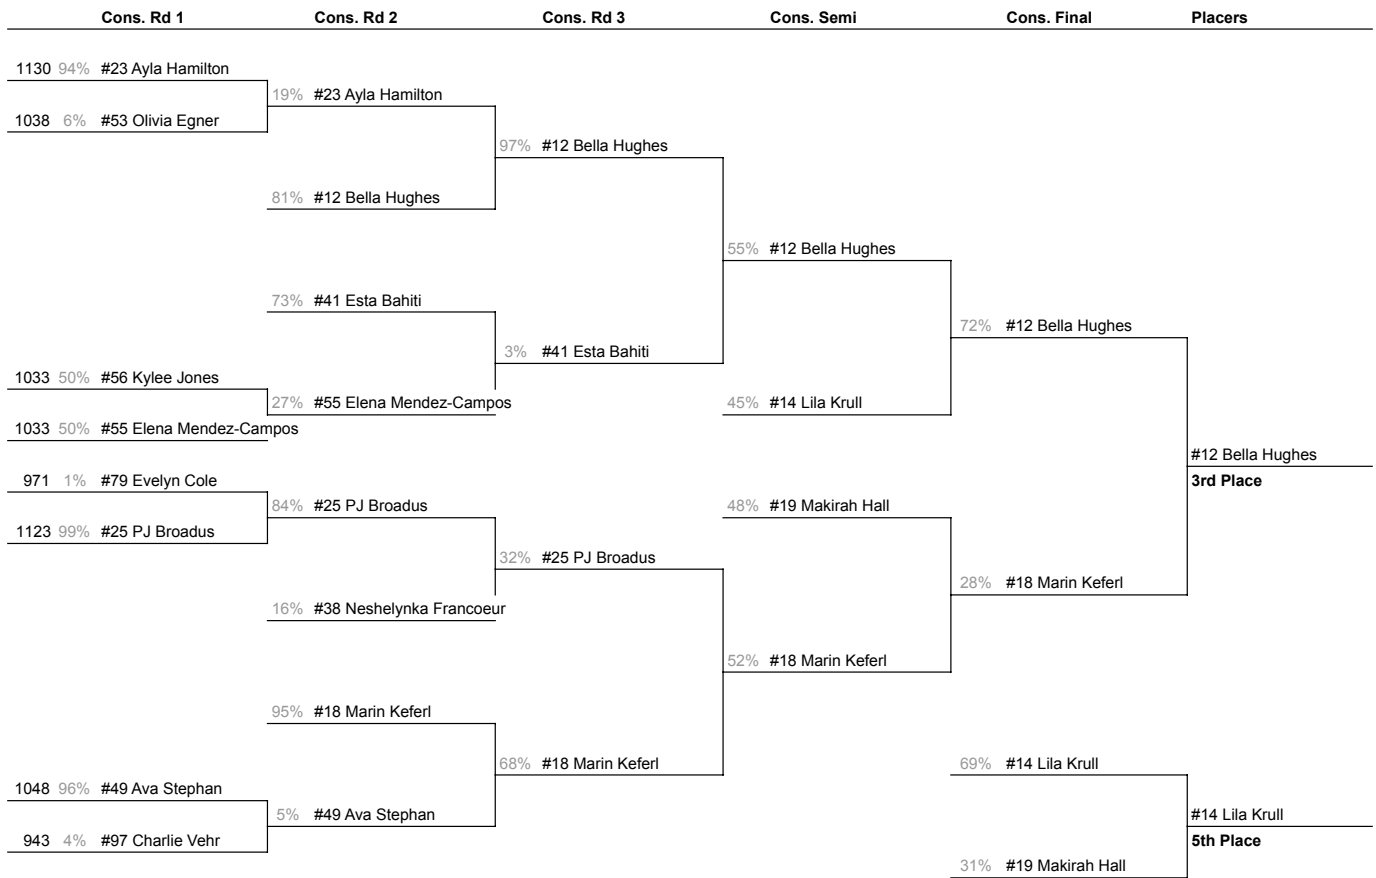 Cons. Rd 1 Cons. Rd 2 Cons. Rd 3 Cons. Semi Cons. Final Placers
1130 94% #23 Ayla Hamilton
19% #23 Ayla Hamilton
1038 6% #53 Olivia Egner
97% #12 Bella Hughes
81% #12 Bella Hughes
55% #12 Bella Hughes
73% #41 Esta Bahiti
72% #12 Bella Hughes
3% #41 Esta Bahiti
1033 50% #56 Kylee Jones
27% #55 Elena Mendez-Campos
45% #14 Lila Krull
1033 50% #55 Elena Mendez-Campos
#12 Bella Hughes
971 1% #79 Evelyn Cole
3rd Place
84% #25 PJ Broadus
48% #19 Makirah Hall
1123 99% #25 PJ Broadus
32% #25 PJ Broadus
28% #18 Marin Keferl
16% #38 Neshelynka Francoeur
52% #18 Marin Keferl
95% #18 Marin Keferl
68% #18 Marin Keferl
69% #14 Lila Krull
1048 96% #49 Ava Stephan
5% #49 Ava Stephan
#14 Lila Krull
943 4% #97 Charlie Vehr
5th Place
31% #19 Makirah Hall